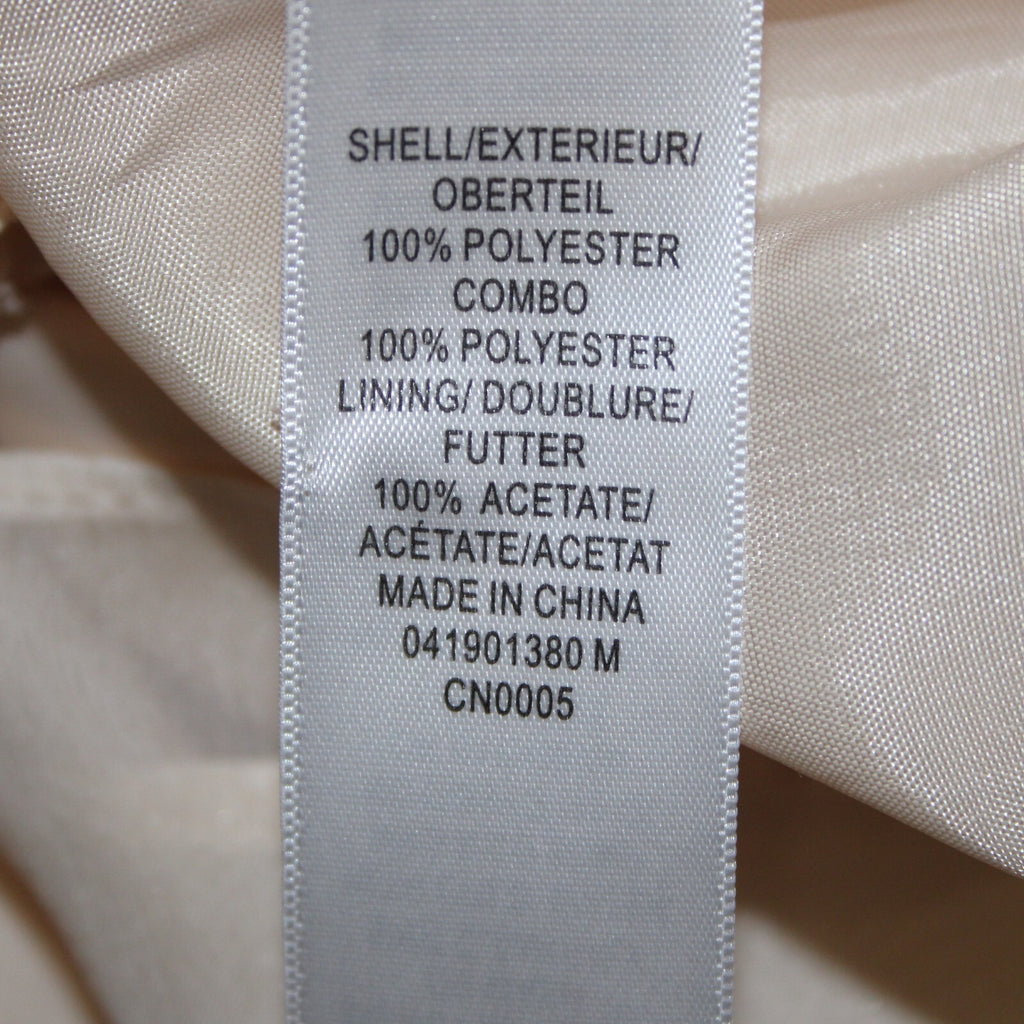 SHELL/EXTERIEUR/
OBERTEIL
100% POLYESTER
COMBO
100% POLYESTER
LINING/ DOUBLURE/
FUTTER
100% ACETATE/
ACÉTATE/ACETAT
MADE IN CHINA
041901380 M
CN0005